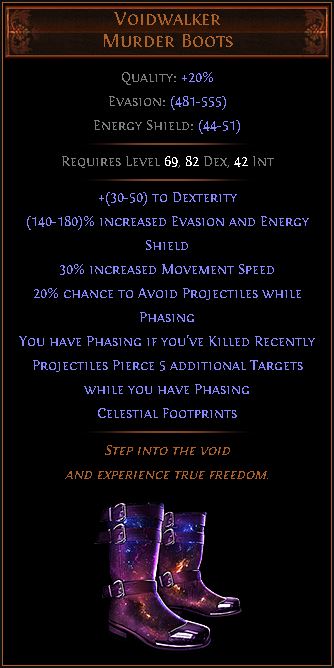 Voidwalker
Murder Boots
Quality: +20%
Evasion: (481-555)
Energy Shield: (44-51)
Requires Level 69, 82 Dex, 42 Int
+(30-50) to Dexterity
(140-180)% increased Evasion and Energy
Shield
30% increased Movement Speed
20% chance to Avoid Projectiles while
Phasing
You have Phasing if you've Killed Recently
Projectiles Pierce 5 additional Targets
while you have Phasing
Celestial Footprints
Step into the void
and experience true freedom.